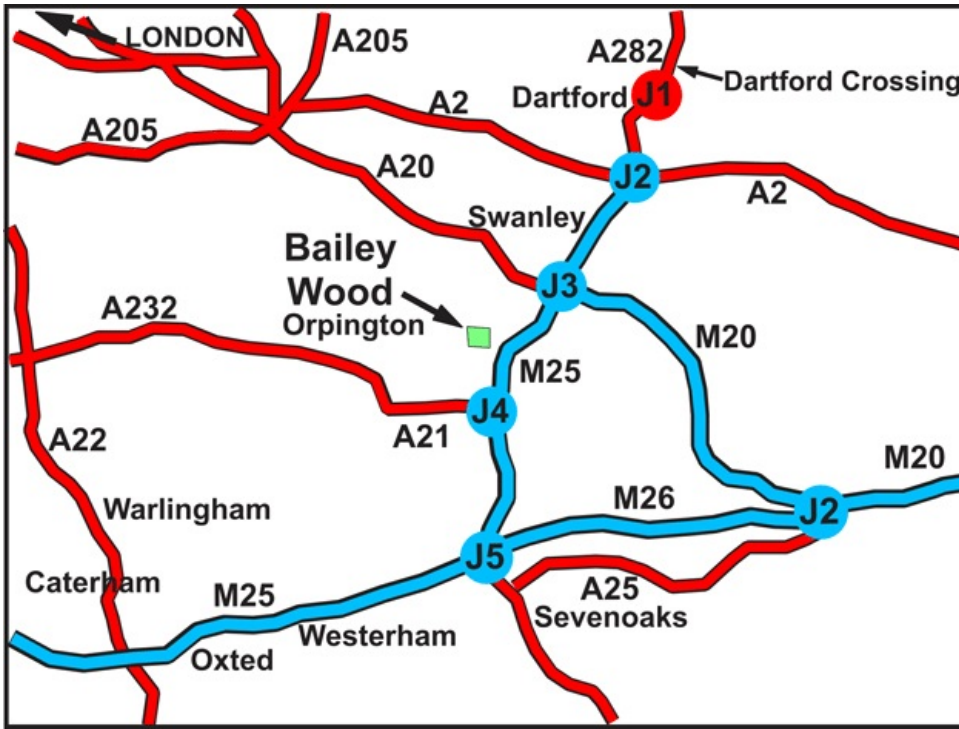 LONDON
A205
A282
J1
Dartford
Dartford Crossing
A2
A205
A20
J2
A2
Swanley
Bailey
Wood
Orpington
J3
A232
M20
M25
J4
A21
A22
M20
M26
J2
Warlingham
J5
Caterham
M25
A25
Sevenoaks
Westerham
Oxted